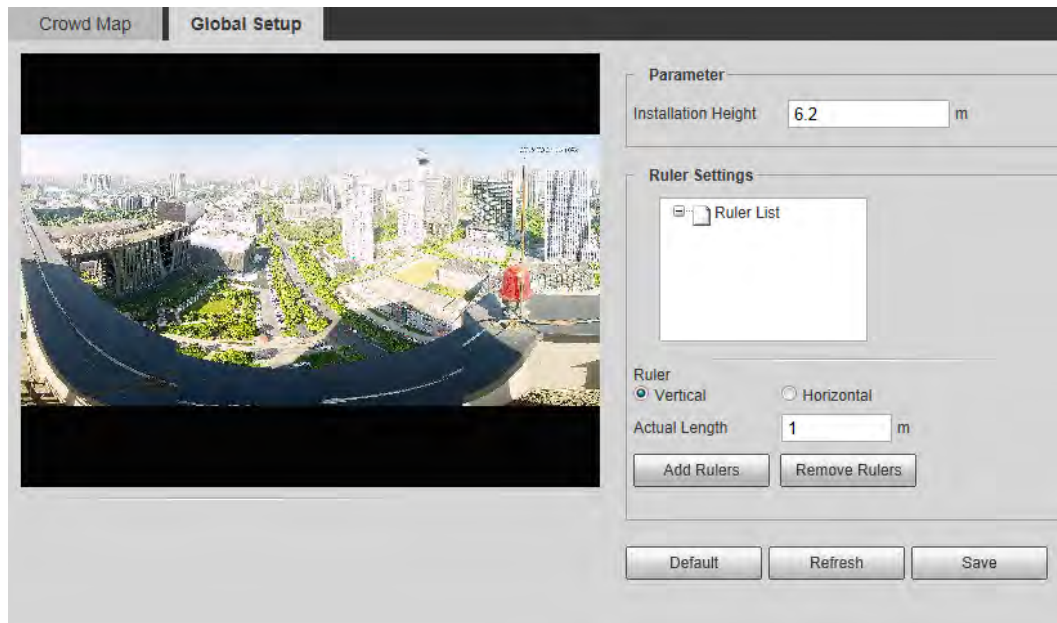 Crowd Map
Global Setup
Parameter
Installation Height 6.2 m
Ruler Settings
Ruler List
Ruler
Vertical Horizontal
Actual Length 1 m
Add Rulers Remove Rulers
Default Refresh Save